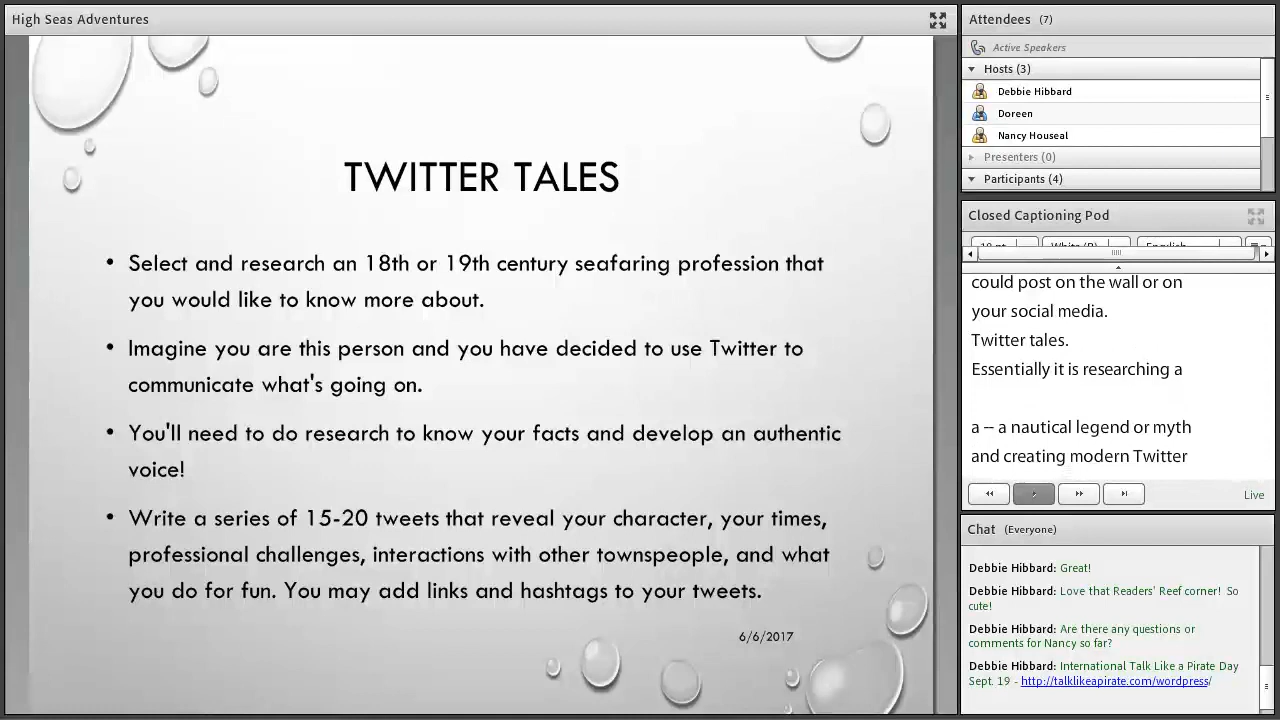 High Seas Adventures
TWITTER TALES
• Select and research an 18th or 19th century seafaring profession that
you would like to know more about.
• Imagine you are this person and you have decided to use Twitter to
communicate what's going on.
• You'll need to do research to know your facts and develop an authentic
voice!
• Write a series of 15-20 tweets that reveal your character, your times,
professional challenges, interactions with other townspeople, and what
you do for fun. You may add links and hashtags to your tweets.
6/6/2017
Attendees (7)
Active Speakers
Hosts (3)
Debbie Hibbard
Doreen
Nancy Houseal
Presenters (0)
Participants (4)
Closed Captioning Pod
English
could post on the wall or on
your social media.
Twitter tales.
Essentially it is researching a
a -- a nautical legend or myth
and creating modern Twitter
Live
Chat (Everyone)
Debbie Hibbard: Great!
Debbie Hibbard: Love that Readers' Reef corner! So
cute!
Debbie Hibbard: Are there any questions or
comments for Nancy so far?
Debbie Hibbard: International Talk Like a Pirate Day
Sept. 19 - http://talklikeapirate.com/wordpress/